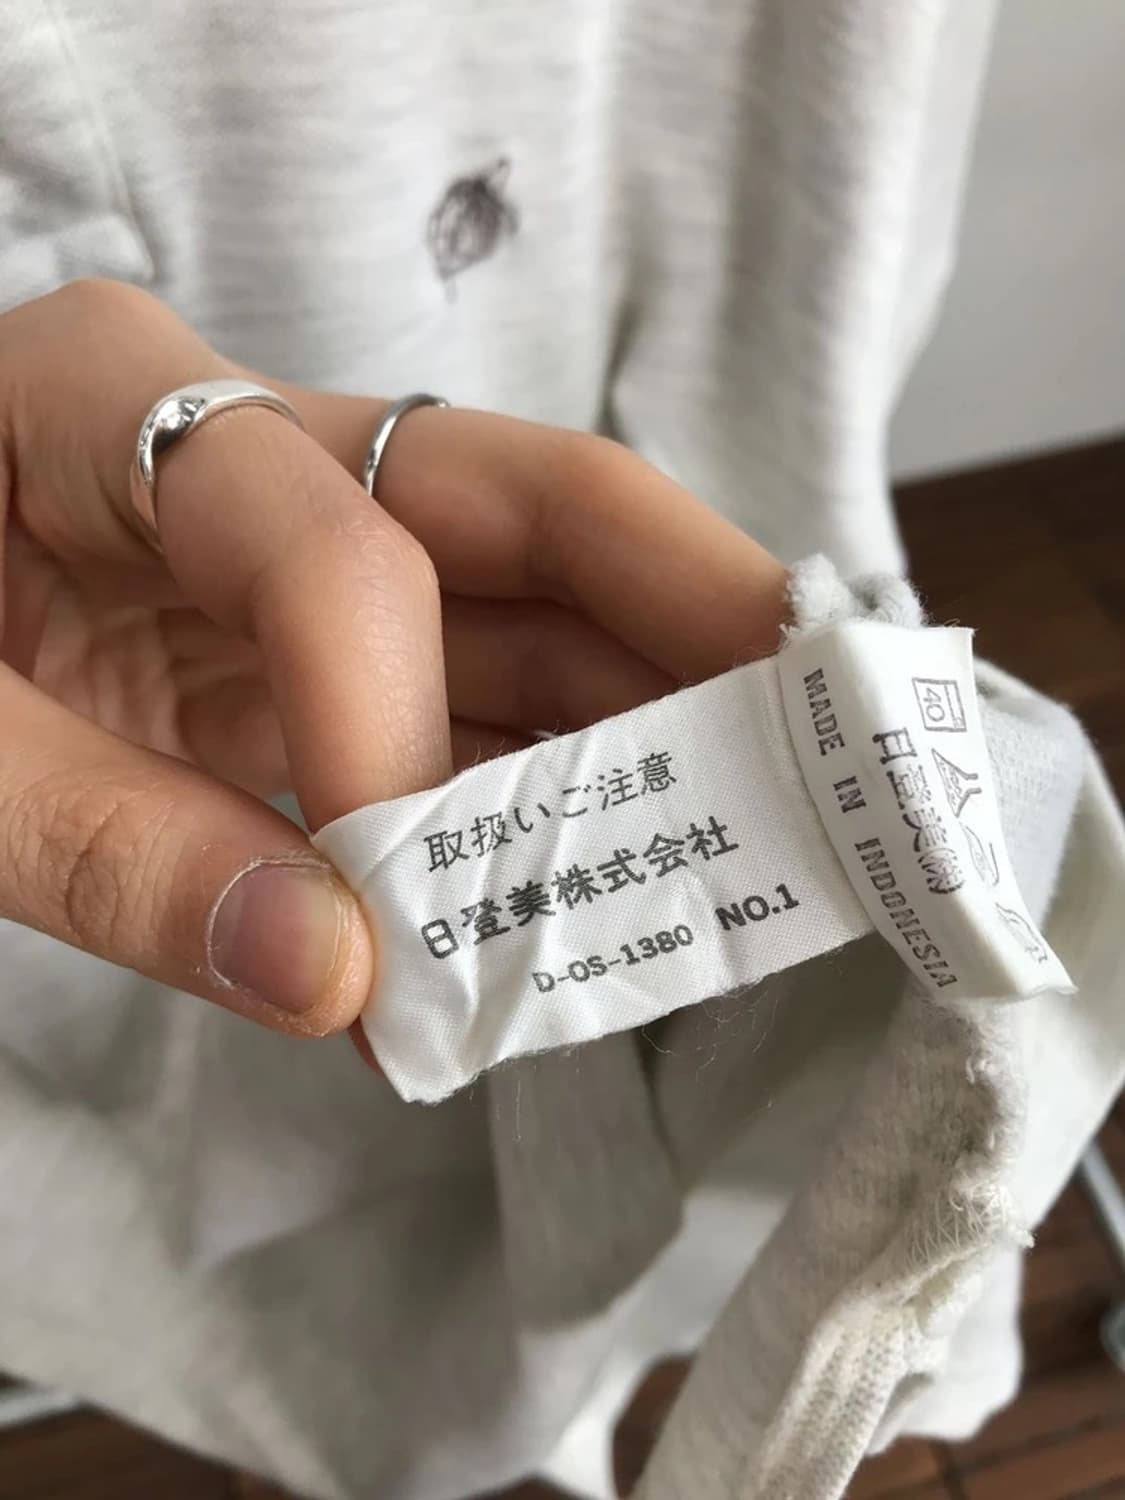 取扱いご注意
日登美株式会社
D-OS-1380 NO.1
MADE IN INDONESIA
日登美㈱
40